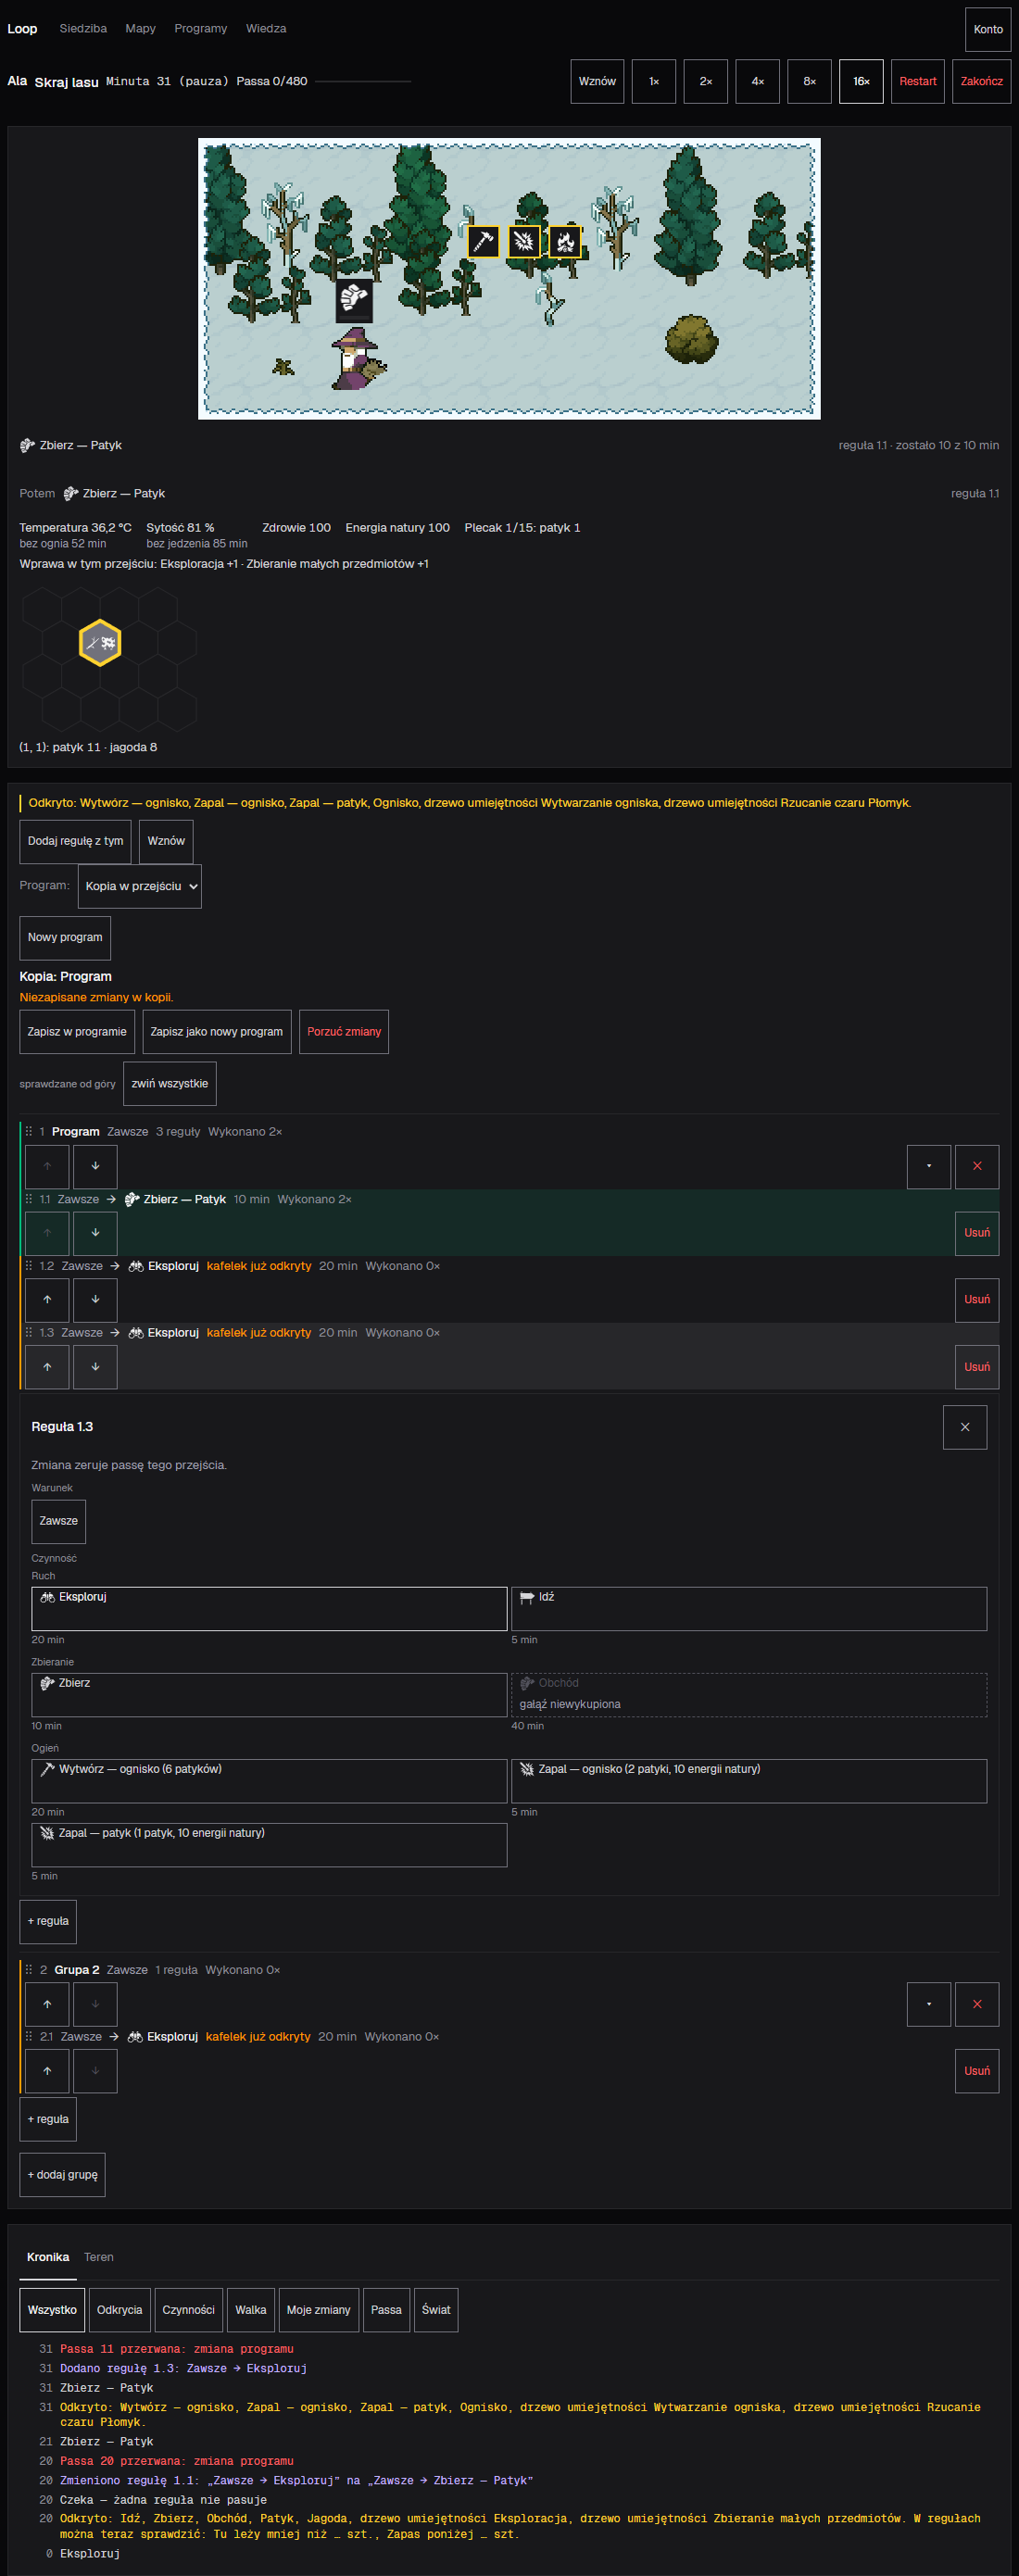 Loop Siedziba Mapy Programy Wiedza Konto
Ala Skraj lasu Minuta 31 (pauza) Passa 0/480 Wznów 1× 2× 4× 8× 16× Restart Zakończ
Zbierz — Patyk reguła 1.1 · zostało 10 z 10 min
Potem Zbierz — Patyk reguła 1.1
Temperatura 36,2 °C Sytość 81 % Zdrowie 100 Energia natury 100 Plecak 1/15: patyk 1
bez ognia 52 min bez jedzenia 85 min
Wprawa w tym przejściu: Eksploracja +1 · Zbieranie małych przedmiotów +1
(1, 1): patyk 11 · jagoda 8
Odkryto: Wytwórz — ognisko, Zapal — ognisko, Zapal — patyk, Ognisko, drzewo umiejętności Wytwarzanie ogniska, drzewo umiejętności Rzucanie czaru Płomyk.
Dodaj regułę z tym Wznów
Program: Kopia w przejściu
Nowy program
Kopia: Program
Niezapisane zmiany w kopii.
Zapisz w programie Zapisz jako nowy program Porzuć zmiany
sprawdzane od góry zwiń wszystkie
1 Program Zawsze 3 reguły Wykonano 2×
↑ ↓ ×
1.1 Zawsze → Zbierz — Patyk 10 min Wykonano 2×
↑ ↓ Usuń
1.2 Zawsze → Eksploruj kafelek już odkryty 20 min Wykonano 0×
↑ ↓ Usuń
1.3 Zawsze → Eksploruj kafelek już odkryty 20 min Wykonano 0×
↑ ↓ Usuń
Reguła 1.3 ×
Zmiana zeruje passę tego przejścia.
Warunek
Zawsze
Czynność
Ruch
Eksploruj Idź
20 min 5 min
Zbieranie
Zbierz Obchód
gałąź niewykupiona
10 min 40 min
Ogień
Wytwórz — ognisko (6 patyków) Zapal — ognisko (2 patyki, 10 energii natury)
20 min 5 min
Zapal — patyk (1 patyk, 10 energii natury)
5 min
+ reguła
2 Grupa 2 Zawsze 1 reguła Wykonano 0×
↑ ↓ ×
2.1 Zawsze → Eksploruj kafelek już odkryty 20 min Wykonano 0×
↑ ↓ Usuń
+ reguła
+ dodaj grupę
Kronika Teren
Wszystko Odkrycia Czynności Walka Moje zmiany Passa Świat
31 Passa 11 przerwana: zmiana programu
31 Dodano regułę 1.3: Zawsze → Eksploruj
31 Zbierz — Patyk
31 Odkryto: Wytwórz — ognisko, Zapal — ognisko, Zapal — patyk, Ognisko, drzewo umiejętności Wytwarzanie ogniska, drzewo umiejętności Rzucanie
czaru Płomyk.
21 Zbierz — Patyk
20 Passa 20 przerwana: zmiana programu
20 Zmieniono regułę 1.1: „Zawsze → Eksploruj” na „Zawsze → Zbierz — Patyk”
20 Czeka — żadna reguła nie pasuje
20 Odkryto: Idź, Zbierz, Obchód, Patyk, Jagoda, drzewo umiejętności Eksploracja, drzewo umiejętności Zbieranie małych przedmiotów. W regułach
można teraz sprawdzić: Tu leży mniej niż … szt., Zapas poniżej … szt.
0 Eksploruj